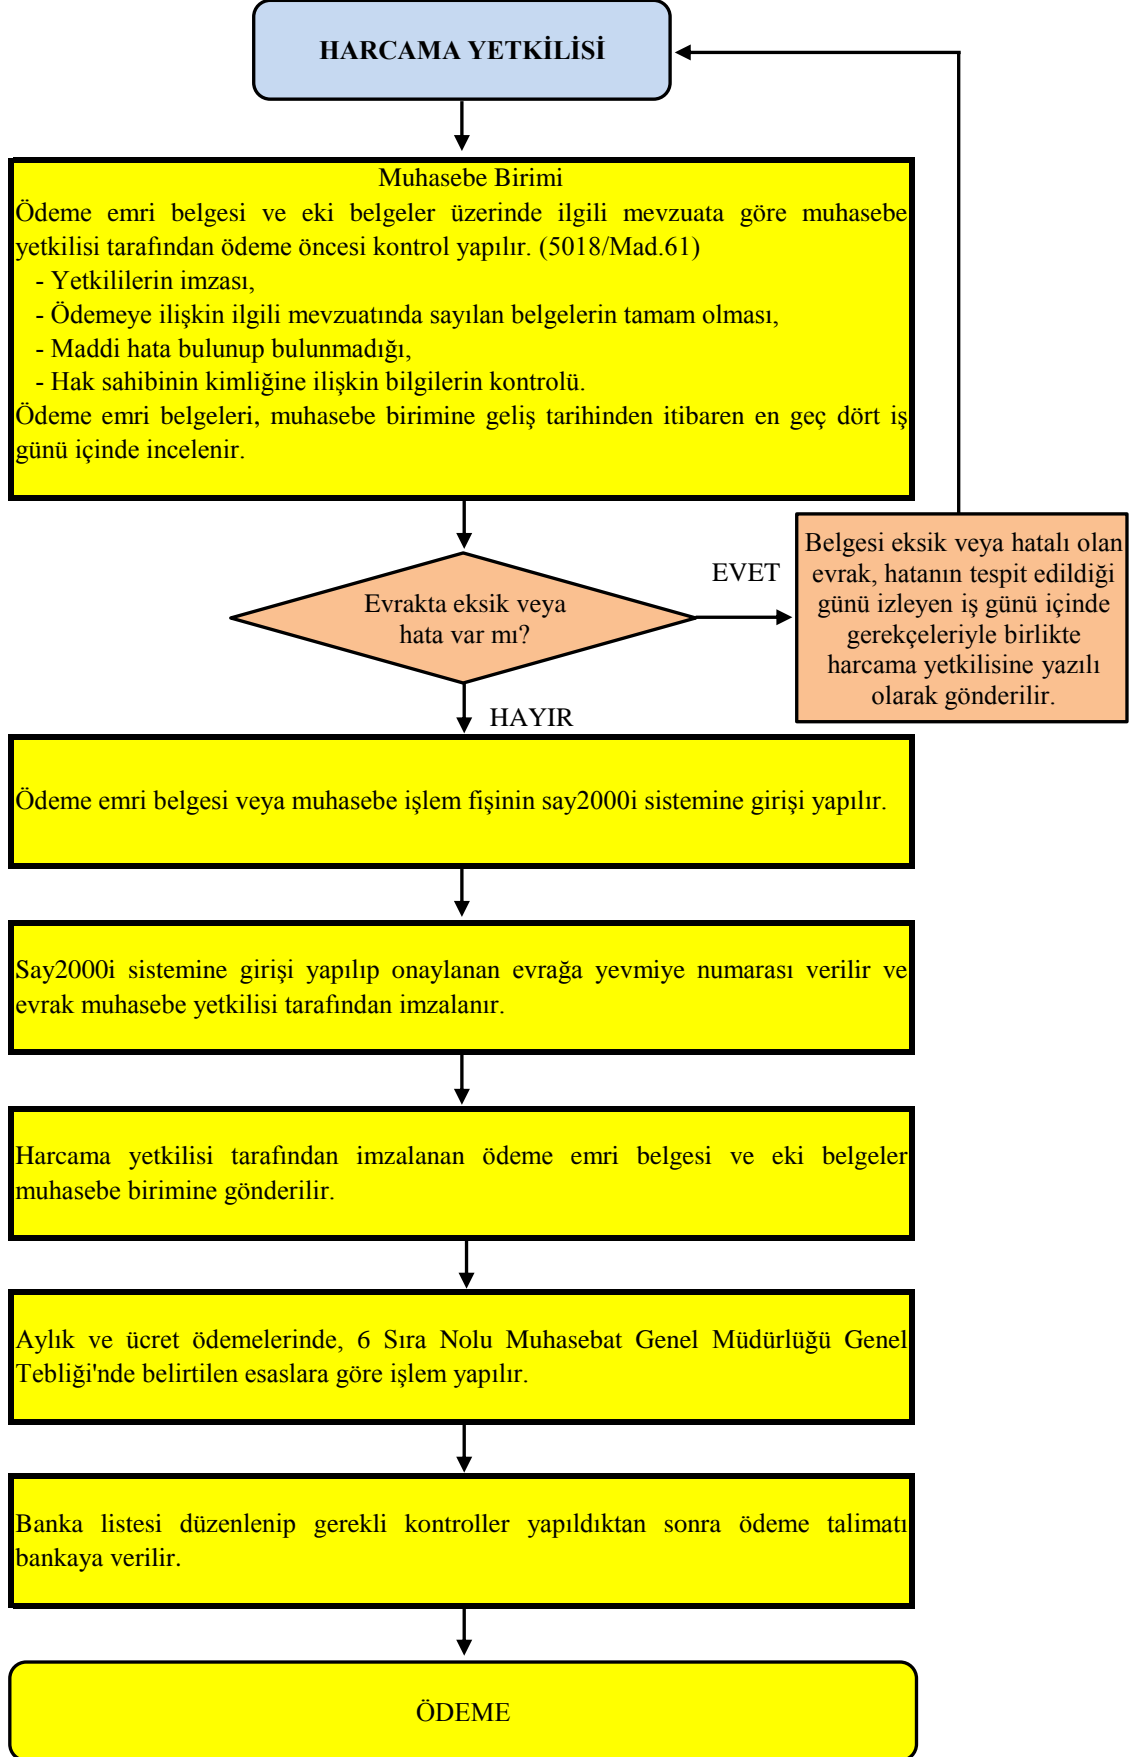 HARCAMA YETKİLİSİ
Muhasebe Birimi
Ödeme emri belgesi ve eki belgeler üzerinde ilgili mevzuata göre muhasebe
yetkilisi tarafından ödeme öncesi kontrol yapılır. (5018/Mad.61)
- Yetkililerin imzası,
- Ödemeye ilişkin ilgili mevzuatında sayılan belgelerin tamam olması,
- Maddi hata bulunup bulunmadığı,
- Hak sahibinin kimliğine ilişkin bilgilerin kontrolü.
Ödeme emri belgeleri, muhasebe birimine geliş tarihinden itibaren en geç dört iş
günü içinde incelenir.
Evrakta eksik veya
hata var mı?
EVET
Belgesi eksik veya hatalı olan
evrak, hatanın tespit edildiği
günü izleyen iş günü içinde
gerekçeleriyle birlikte
harcama yetkilisine yazılı
olarak gönderilir.
HAYIR
Ödeme emri belgesi veya muhasebe işlem fişinin say2000i sistemine girişi yapılır.
Say2000i sistemine girişi yapılıp onaylanan evrağa yevmiye numarası verilir ve
evrak muhasebe yetkilisi tarafından imzalanır.
Harcama yetkilisi tarafından imzalanan ödeme emri belgesi ve eki belgeler
muhasebe birimine gönderilir.
Aylık ve ücret ödemelerinde, 6 Sıra Nolu Muhasebat Genel Müdürlüğü Genel
Tebliği'nde belirtilen esaslara göre işlem yapılır.
Banka listesi düzenlenip gerekli kontroller yapıldıktan sonra ödeme talimatı
bankaya verilir.
ÖDEME